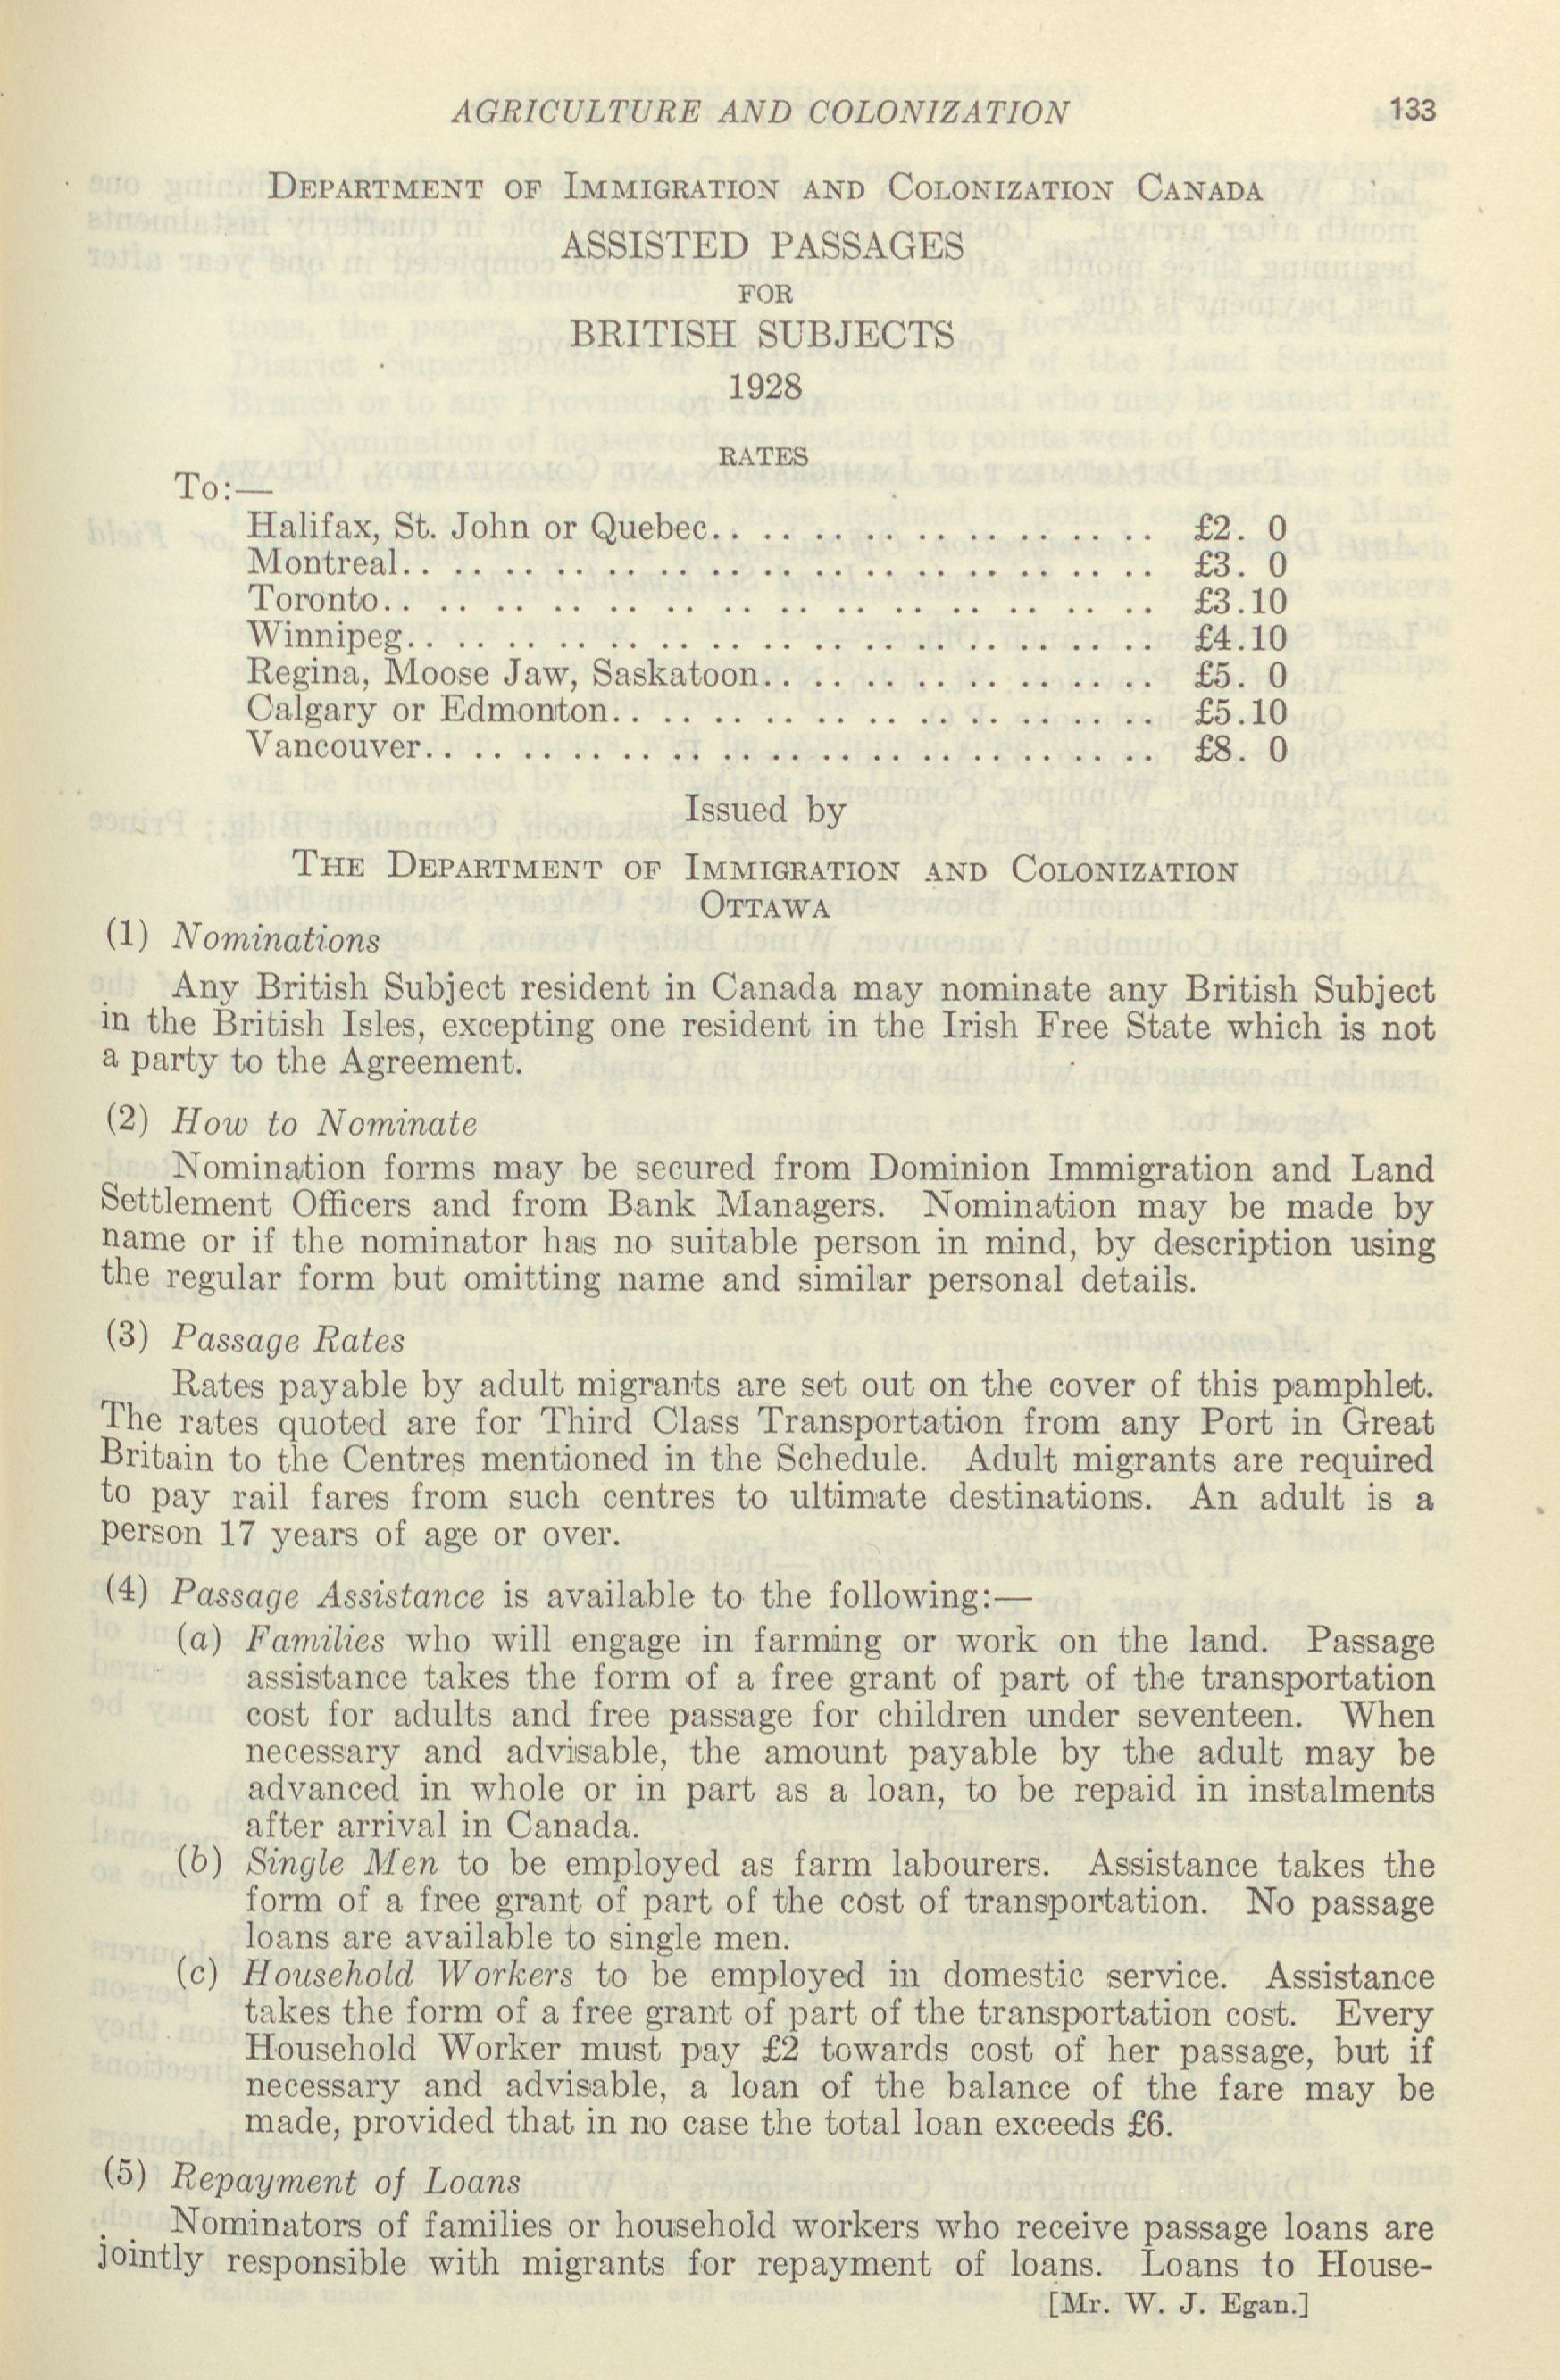 AGRICULTURE AND COLONIZATION 133
DEPARTMENT OF IMMIGRATION AND COLONIZATION CANADA
ASSISTED PASSAGES
FOR
BRITISH SUBJECTS
1928
RATES
To:—
Halifax, St. John or Quebec.. .. .. .. .. .. .. .. .. £2. 0
Montreal.. .. .. .. .. .. .. .. .. .. .. .. .. .. .. £3. 0
Toronto.. .. .. .. .. .. .. .. .. .. .. .. .. .. .. £3.10
Winnipeg.. .. .. .. .. .. .. .. .. .. .. .. .. .. .. £4.10
Regina, Moose Jaw, Saskatoon.. .. .. .. .. .. .. .. £5. 0
Calgary or Edmonton.. .. .. .. .. .. .. .. .. .. .. £5.10
Vancouver.. .. .. .. .. .. .. .. .. .. .. .. .. .. .. £8. 0
Issued by
THE DEPARTMENT OF IMMIGRATION AND COLONIZATION
OTTAWA
(1) Nominations
Any British Subject resident in Canada may nominate any British Subject
in the British Isles, excepting one resident in the Irish Free State which is not
a party to the Agreement.
(2) How to Nominate
Nomination forms may be secured from Dominion Immigration and Land
Settlement Officers and from Bank Managers. Nomination may be made by
name or if the nominator has no suitable person in mind, by description using
the regular form but omitting name and similar personal details.
(3) Passage Rates
Rates payable by adult migrants are set out on the cover of this pamphlet.
The rates quoted are for Third Class Transportation from any Port in Great
Britain to the Centres mentioned in the Schedule. Adult migrants are required
to pay rail fares from such centres to ultimate destinations. An adult is a
person 17 years of age or over.
(4) Passage Assistance is available to the following:—
(a) Families who will engage in farming or work on the land. Passage
assistance takes the form of a free grant of part of the transportation
cost for adults and free passage for children under seventeen. When
necessary and advisable, the amount payable by the adult may be
advanced in whole or in part as a loan, to be repaid in instalments
after arrival in Canada.
(b) Single Men to be employed as farm labourers. Assistance takes the
form of a free grant of part of the cost of transportation. No passage
loans are available to single men.
(c) Household Workers to be employed in domestic service. Assistance
takes the form of a free grant of part of the transportation cost. Every
Household Worker must pay £2 towards cost of her passage, but if
necessary and advisable, a loan of the balance of the fare may be
made, provided that in no case the total loan exceeds £6.
(5) Repayment of Loans
Nominators of families or household workers who receive passage loans are
jointly responsible with migrants for repayment of loans. Loans to House-
[Mr. W. J. Egan.]